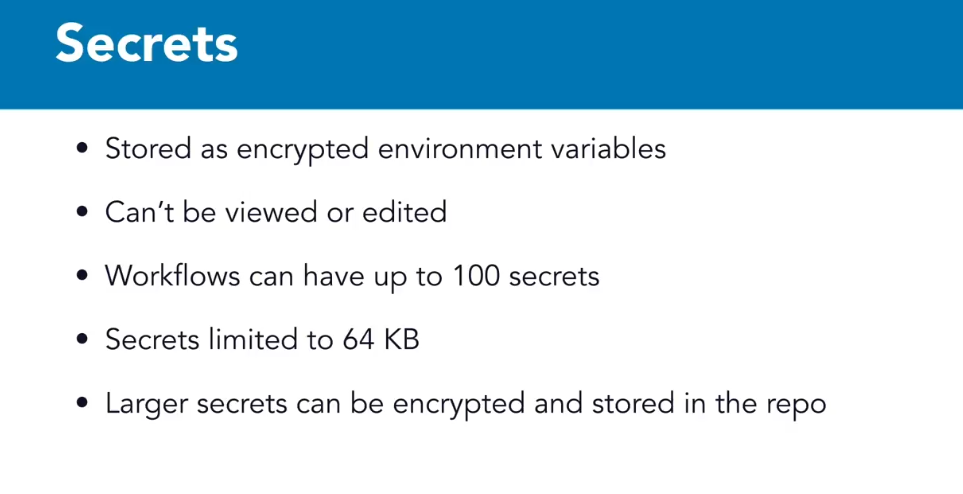 Secrets
• Stored as encrypted environment variables
• Can’t be viewed or edited
• Workflows can have up to 100 secrets
• Secrets limited to 64 KB
• Larger secrets can be encrypted and stored in the repo